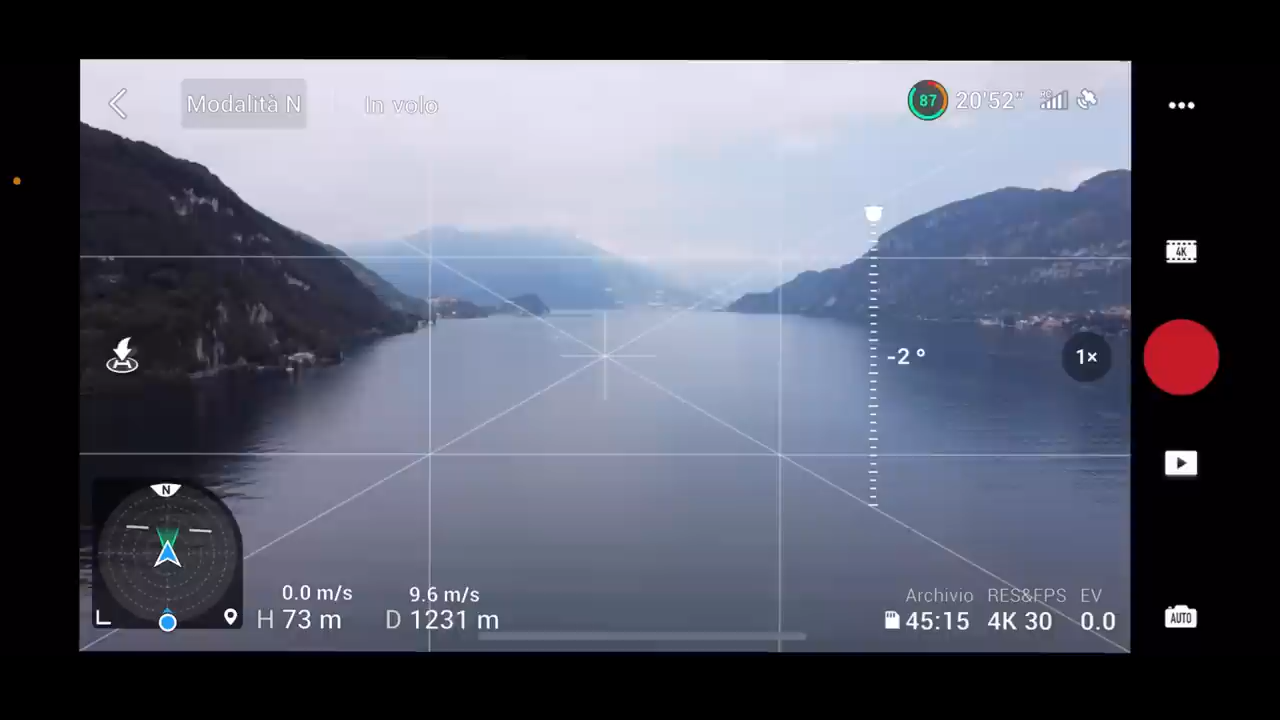 Modalità N
In volo
87
20'52"
4K
-2 °
1×
N
0.0 m/s
9.6 m/s
H 73 m
D 1231 m
Archivio
RES&FPS
EV
45:15
4K 30
0.0
AUTO